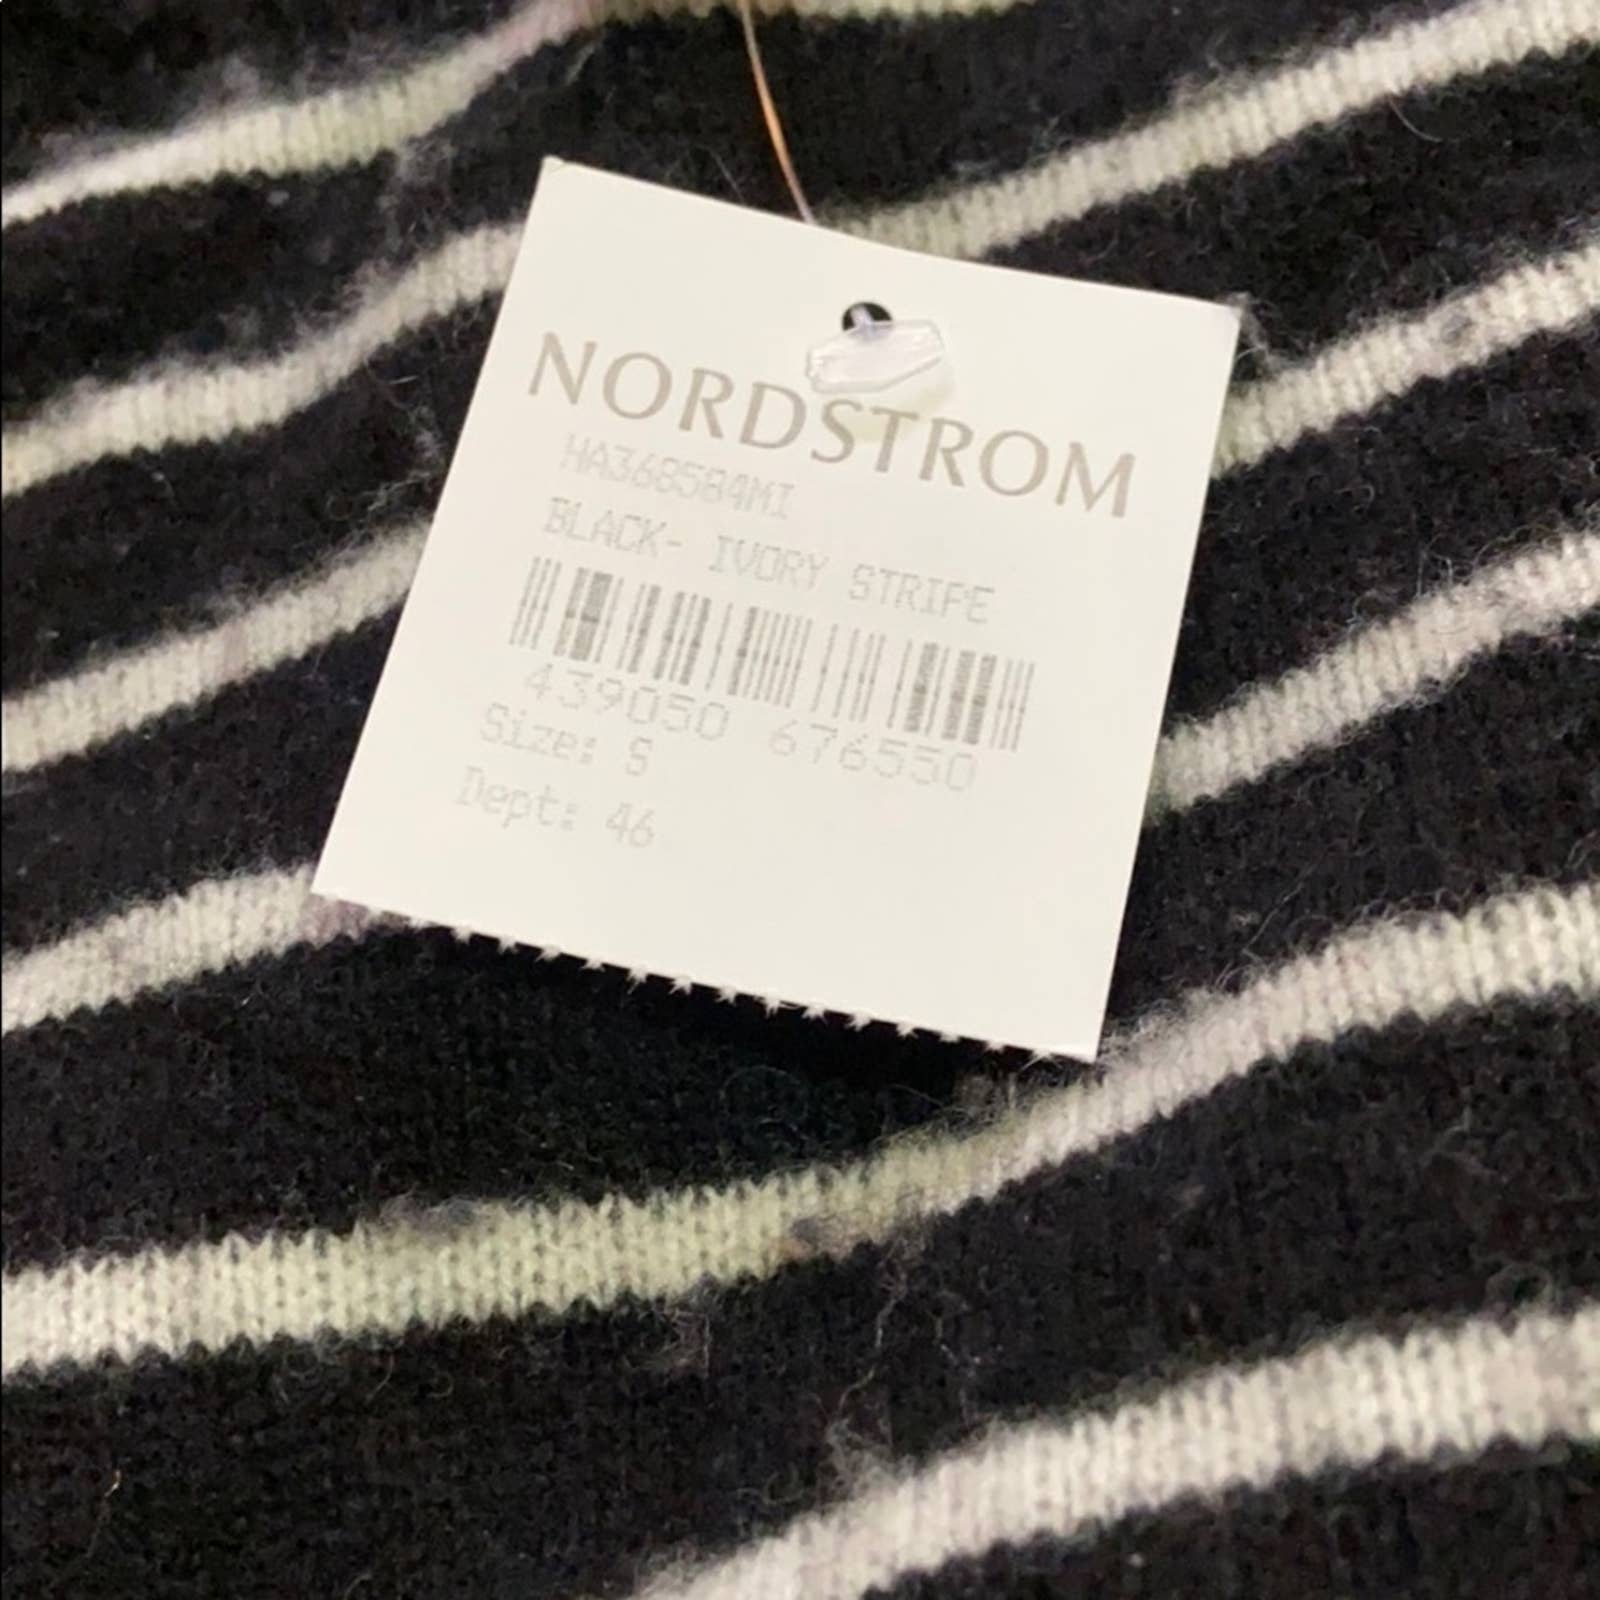 NORDSTROM
HA368584MI
BLACK- IVORY STRIPE
439050 676550
Size: S
Dept: 46